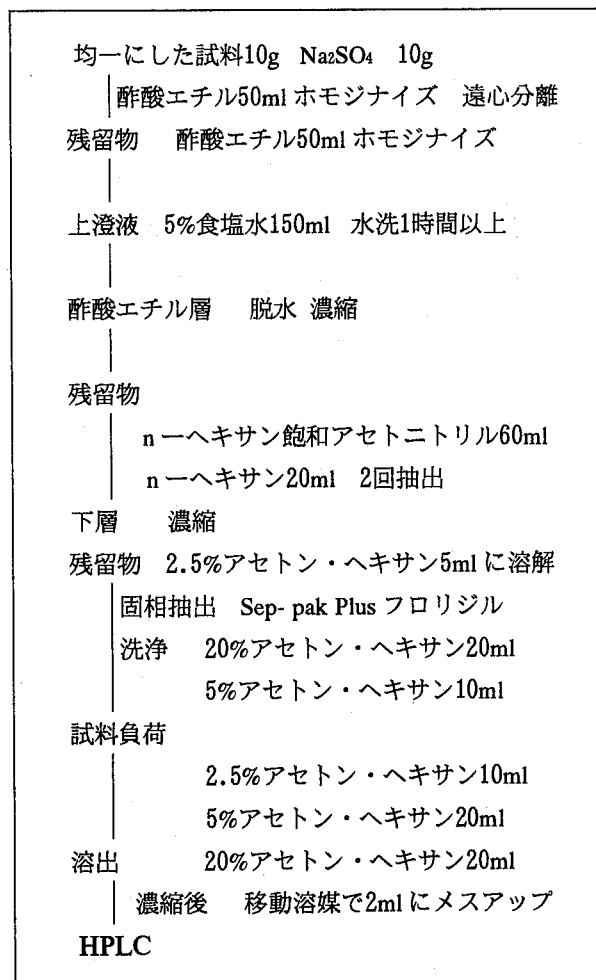 均一にした試料10g Na₂SO₄ 10g
酢酸エチル50ml ホモジナイズ 遠心分離
残留物 酢酸エチル50ml ホモジナイズ
上澄液 5%食塩水150ml 水洗1時間以上
酢酸エチル層 脱水 濃縮
残留物
n－ヘキサン飽和アセトニトリル60ml
n－ヘキサン20ml 2回抽出
下層 濃縮
残留物 2.5%アセトン・ヘキサン5mlに溶解
固相抽出 Sep- pak Plus フロリジル
洗浄 20%アセトン・ヘキサン20ml
5%アセトン・ヘキサン10ml
試料負荷
2.5%アセトン・ヘキサン10ml
5%アセトン・ヘキサン20ml
溶出 20%アセトン・ヘキサン20ml
濃縮後 移動溶媒で2mlにメスアップ
HPLC